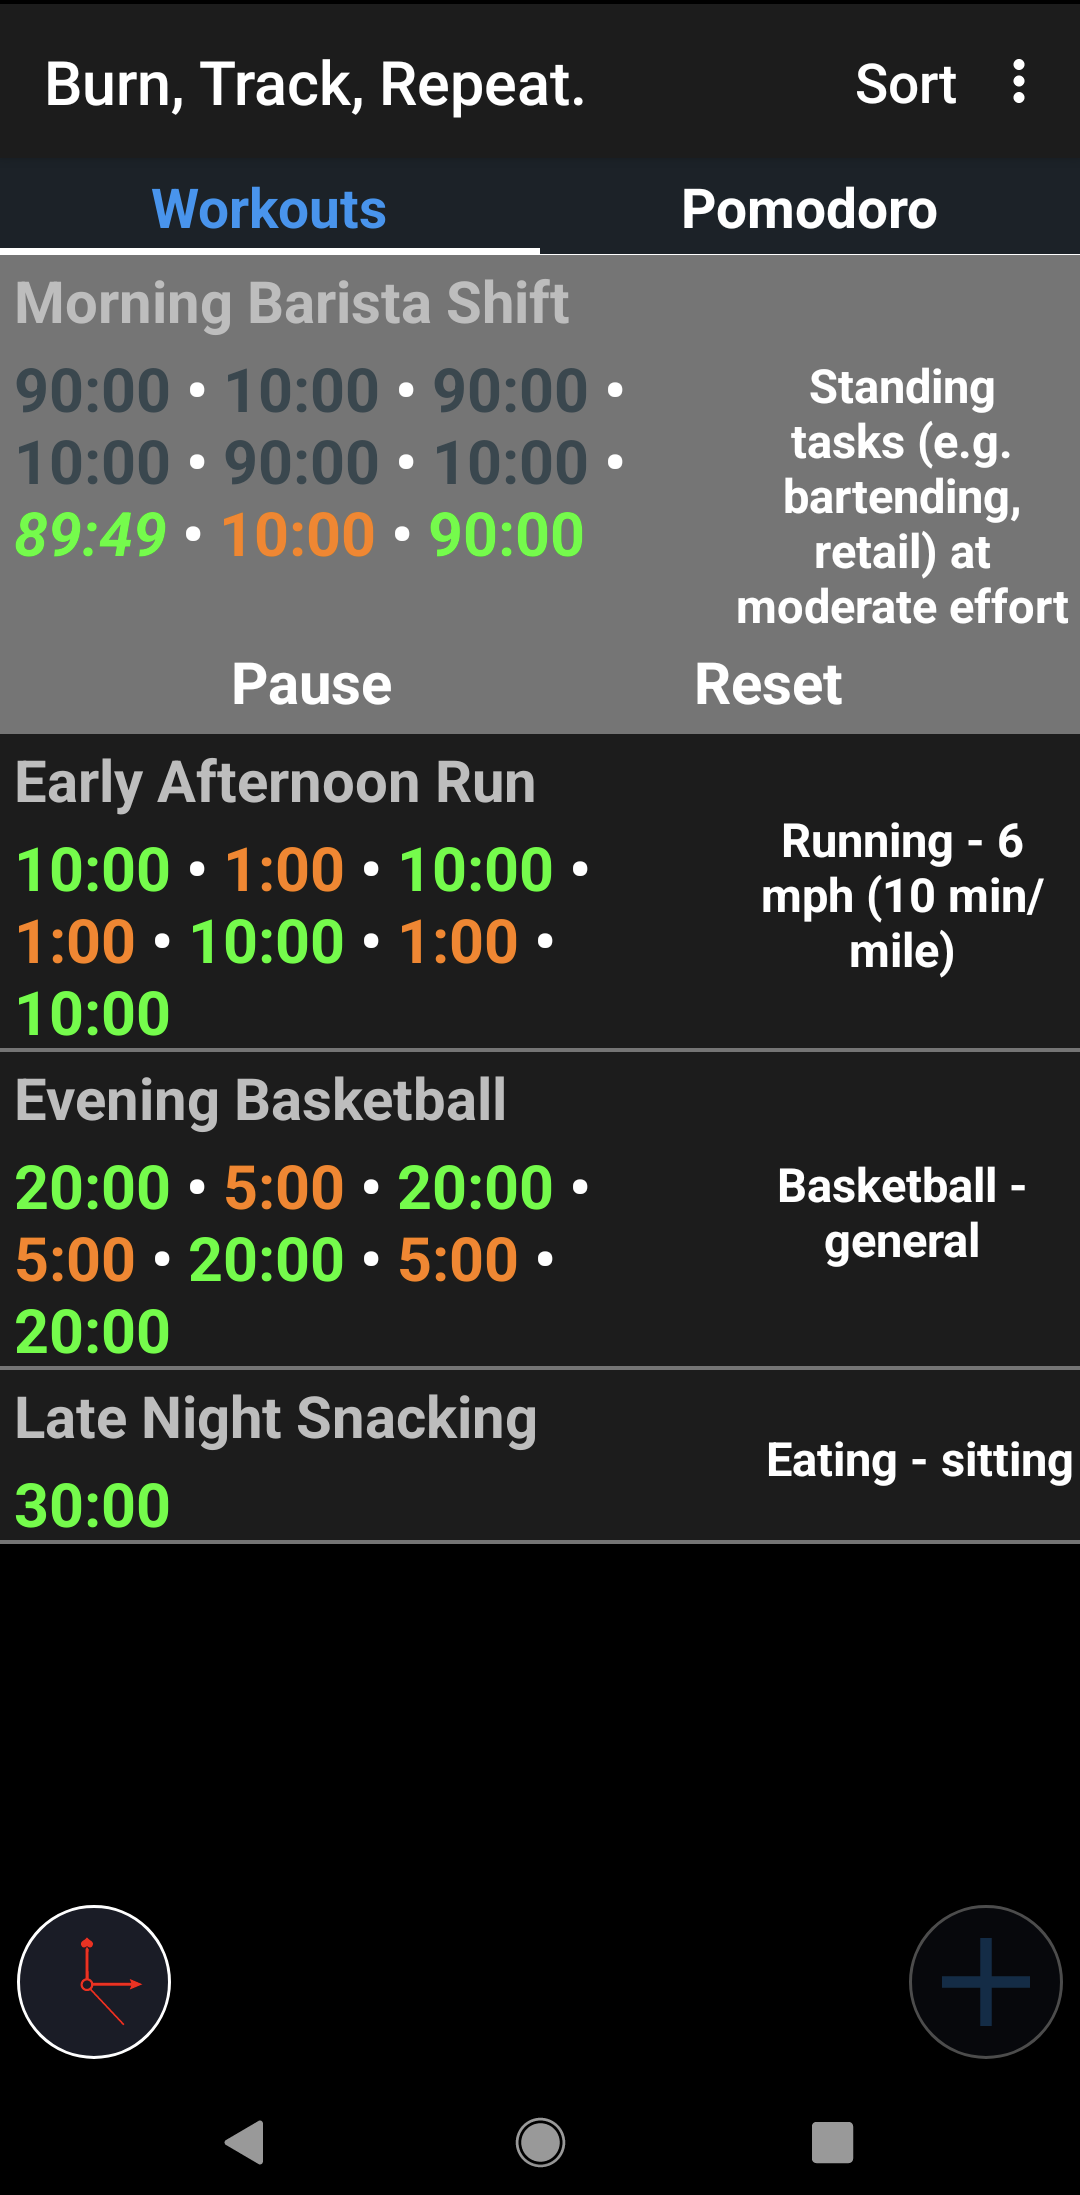 Burn, Track, Repeat. Sort
Workouts Pomodoro
Morning Barista Shift
90:00 • 10:00 • 90:00 •
10:00 • 90:00 • 10:00 •
89:49 • 10:00 • 90:00
Standing
tasks (e.g.
bartending,
retail) at
moderate effort
Pause Reset
Early Afternoon Run
10:00 • 1:00 • 10:00 •
1:00 • 10:00 • 1:00 •
10:00
Running - 6
mph (10 min/
mile)
Evening Basketball
20:00 • 5:00 • 20:00 •
5:00 • 20:00 • 5:00 •
20:00
Basketball -
general
Late Night Snacking
30:00
Eating - sitting